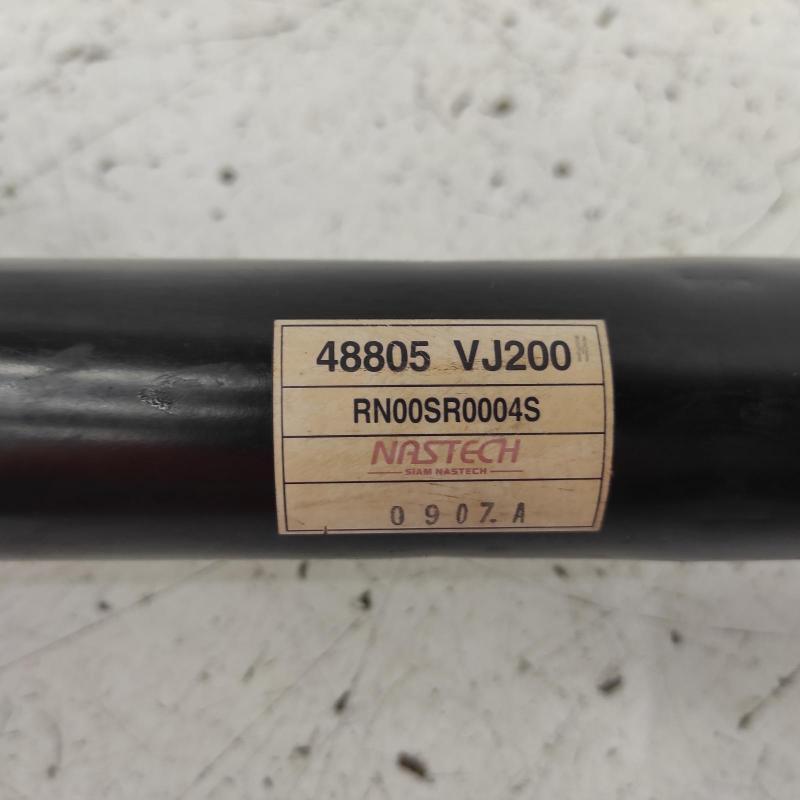 48805 VJ200
RN00SR0004S
NASTECH
SIAM NASTECH
0907.A